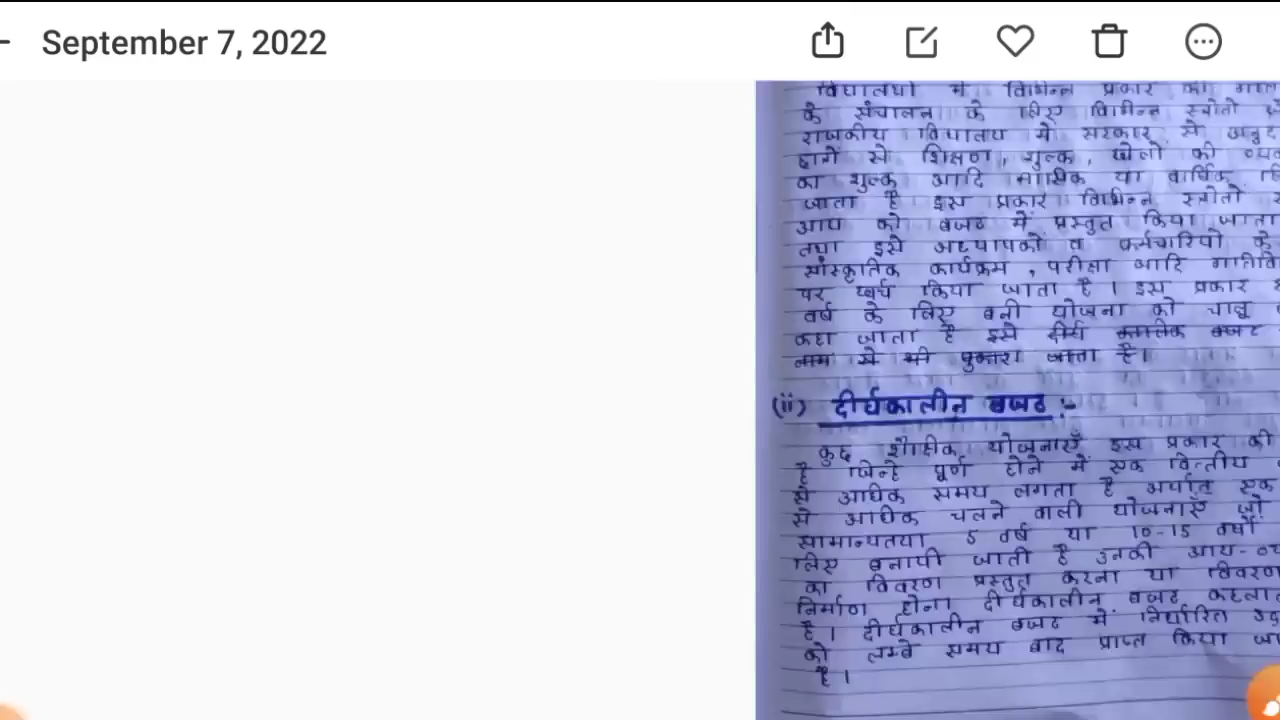 September 7, 2022
विद्यालयों में विभिन्न प्रकार की
के संचालन के लिए विभिन्न स्त्रोतो
राजकीय विद्यालय में सरकार से
से शिक्षण, शुल्क, खेलों की
का शुल्क आदि मासिक या वार्षिक
जाता है इस प्रकार विभिन्न स्त्रोतों
आय को बजट में प्रस्तुत किया जाता
तथा इसे अध्यापकों व कर्मचारियो के
सांस्कृतिक कार्यक्रम, परीक्षा आदि
पर खर्च किया जाता है। इस प्रकार
वर्ष के लिए बनी योजना को चालू
कहा जाता है इसे दीर्घ कालिक बजट
नाम से भी पुकारा जाता है।
(ii) दीर्घकालीन बजट :-
कुछ शैक्षिक योजनाएँ इस प्रकार की
है जिन्हे पूर्ण होने में एक वित्तीय
से अधिक समय लगता है अर्थात एक
से अधिक चलने वाली योजनाएँ जो
सामान्यतया 5 वर्ष या 10-15 वर्षो
लिए बनायी जाती है उनकी आय-
का विवरण प्रस्तुत करना या विवरण
निर्माण होना दीर्घकालीन बजट
है। दीर्घकालीन बजट में निर्धारित
को लम्बे समय बाद प्राप्त किया
है।